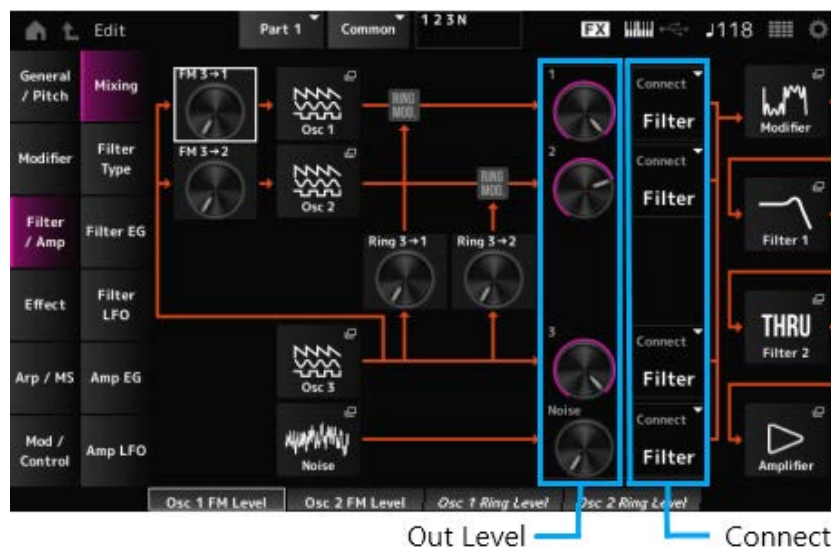 Edit
Part 1
Common
1 2 3 N
FX
♩118
General
/ Pitch
Modifier
Filter
/ Amp
Effect
Arp / MS
Mod /
Control
Mixing
Filter
Type
Filter EG
Filter
LFO
Amp EG
Amp LFO
FM 3→1
Osc 1
RING
MOD.
FM 3→2
Osc 2
RING
MOD.
Ring 3→1
Ring 3→2
Osc 3
Noise
1
2
3
Noise
Connect
Filter
Connect
Filter
Connect
Filter
Connect
Filter
Modifier
Filter 1
THRU
Filter 2
Amplifier
Osc 1 FM Level
Osc 2 FM Level
Osc 1 Ring Level
Osc 2 Ring Level
Out Level
Connect